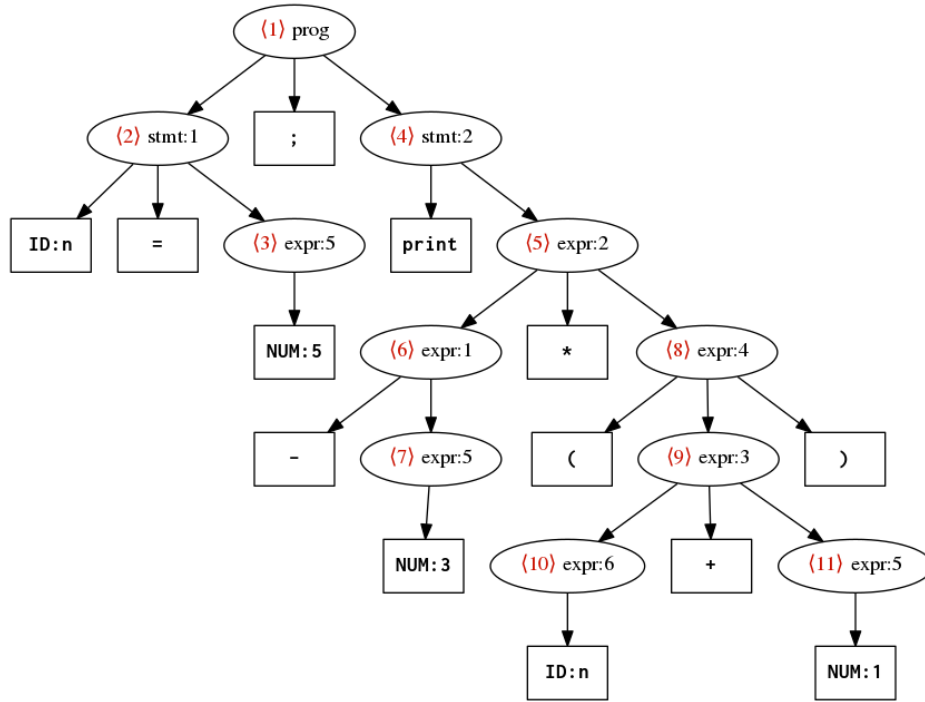 ⟨1⟩ prog
⟨2⟩ stmt:1
;
⟨4⟩ stmt:2
ID:n
=
⟨3⟩ expr:5
print
⟨5⟩ expr:2
NUM:5
⟨6⟩ expr:1
*
⟨8⟩ expr:4
-
⟨7⟩ expr:5
(
⟨9⟩ expr:3
)
NUM:3
⟨10⟩ expr:6
+
⟨11⟩ expr:5
ID:n
NUM:1